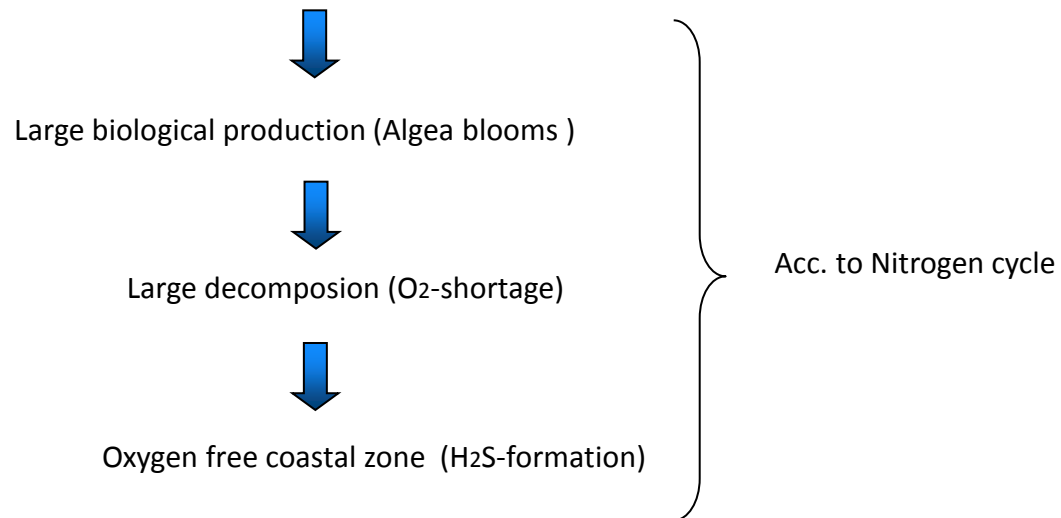 Large biological production (Algea blooms )
Large decomposion (O2-shortage)
Acc. to Nitrogen cycle
Oxygen free coastal zone  (H2S-formation)